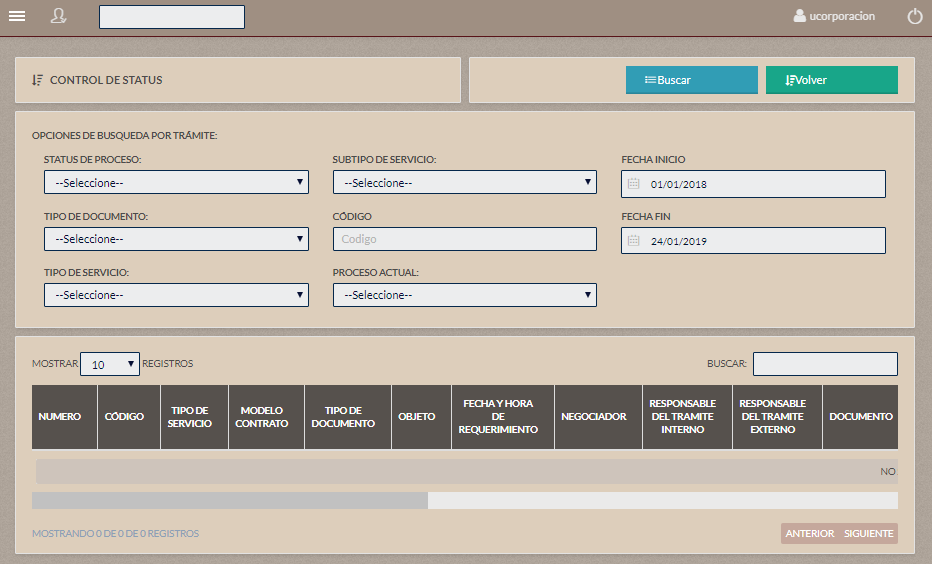 ucorporacion
CONTROL DE STATUS
Buscar
Volver
OPCIONES DE BUSQUEDA POR TRÁMITE:
STATUS DE PROCESO:
SUBTIPO DE SERVICIO:
FECHA INICIO
--Seleccione--
--Seleccione--
01/01/2018
TIPO DE DOCUMENTO:
CÓDIGO
FECHA FIN
--Seleccione--
Codigo
24/01/2019
TIPO DE SERVICIO:
PROCESO ACTUAL:
--Seleccione--
--Seleccione--
MOSTRAR 10 REGISTROS
BUSCAR:
NUMERO
CÓDIGO
TIPO DE
SERVICIO
MODELO
CONTRATO
TIPO DE
DOCUMENTO
OBJETO
FECHA Y HORA
DE
REQUERIMIENTO
NEGOCIADOR
RESPONSABLE
DEL TRAMITE
INTERNO
RESPONSABLE
DEL TRAMITE
EXTERNO
DOCUMENTO
NO
MOSTRANDO 0 DE 0 DE 0 REGISTROS
ANTERIOR
SIGUIENTE